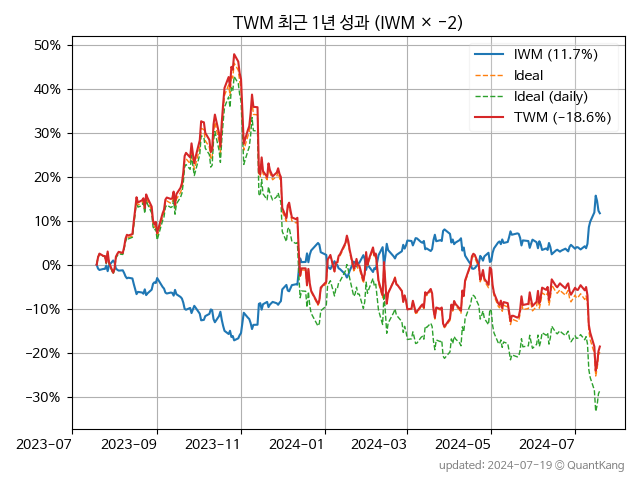 TWM 최근 1년 성과 (IWM × −2)
50%
40%
30%
20%
10%
0%
−10%
−20%
−30%
IWM (11.7%)
Ideal
Ideal (daily)
TWM (−18.6%)
2023-07 2023-09 2023-11 2024-01 2024-03 2024-05 2024-07
updated: 2024-07-19 © QuantKang